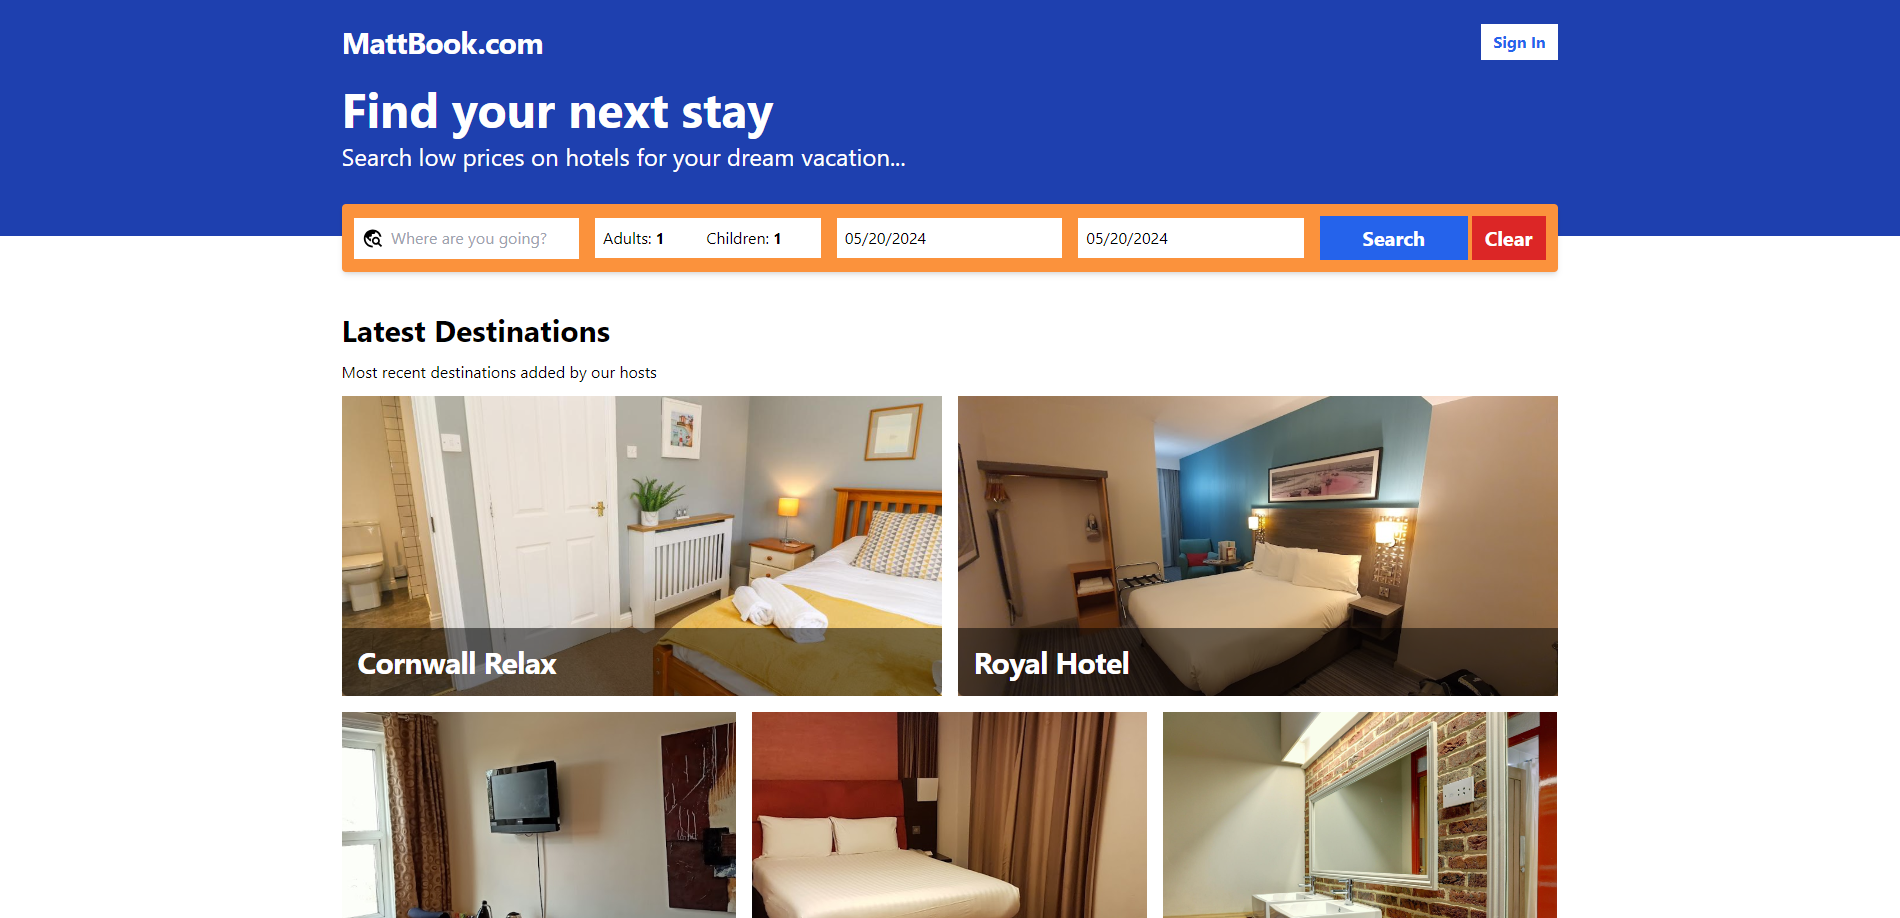 MattBook.com
Sign In
Find your next stay
Search low prices on hotels for your dream vacation...
Where are you going?
Adults: 1
Children: 1
05/20/2024
05/20/2024
Search
Clear
Latest Destinations
Most recent destinations added by our hosts
Cornwall Relax
Royal Hotel